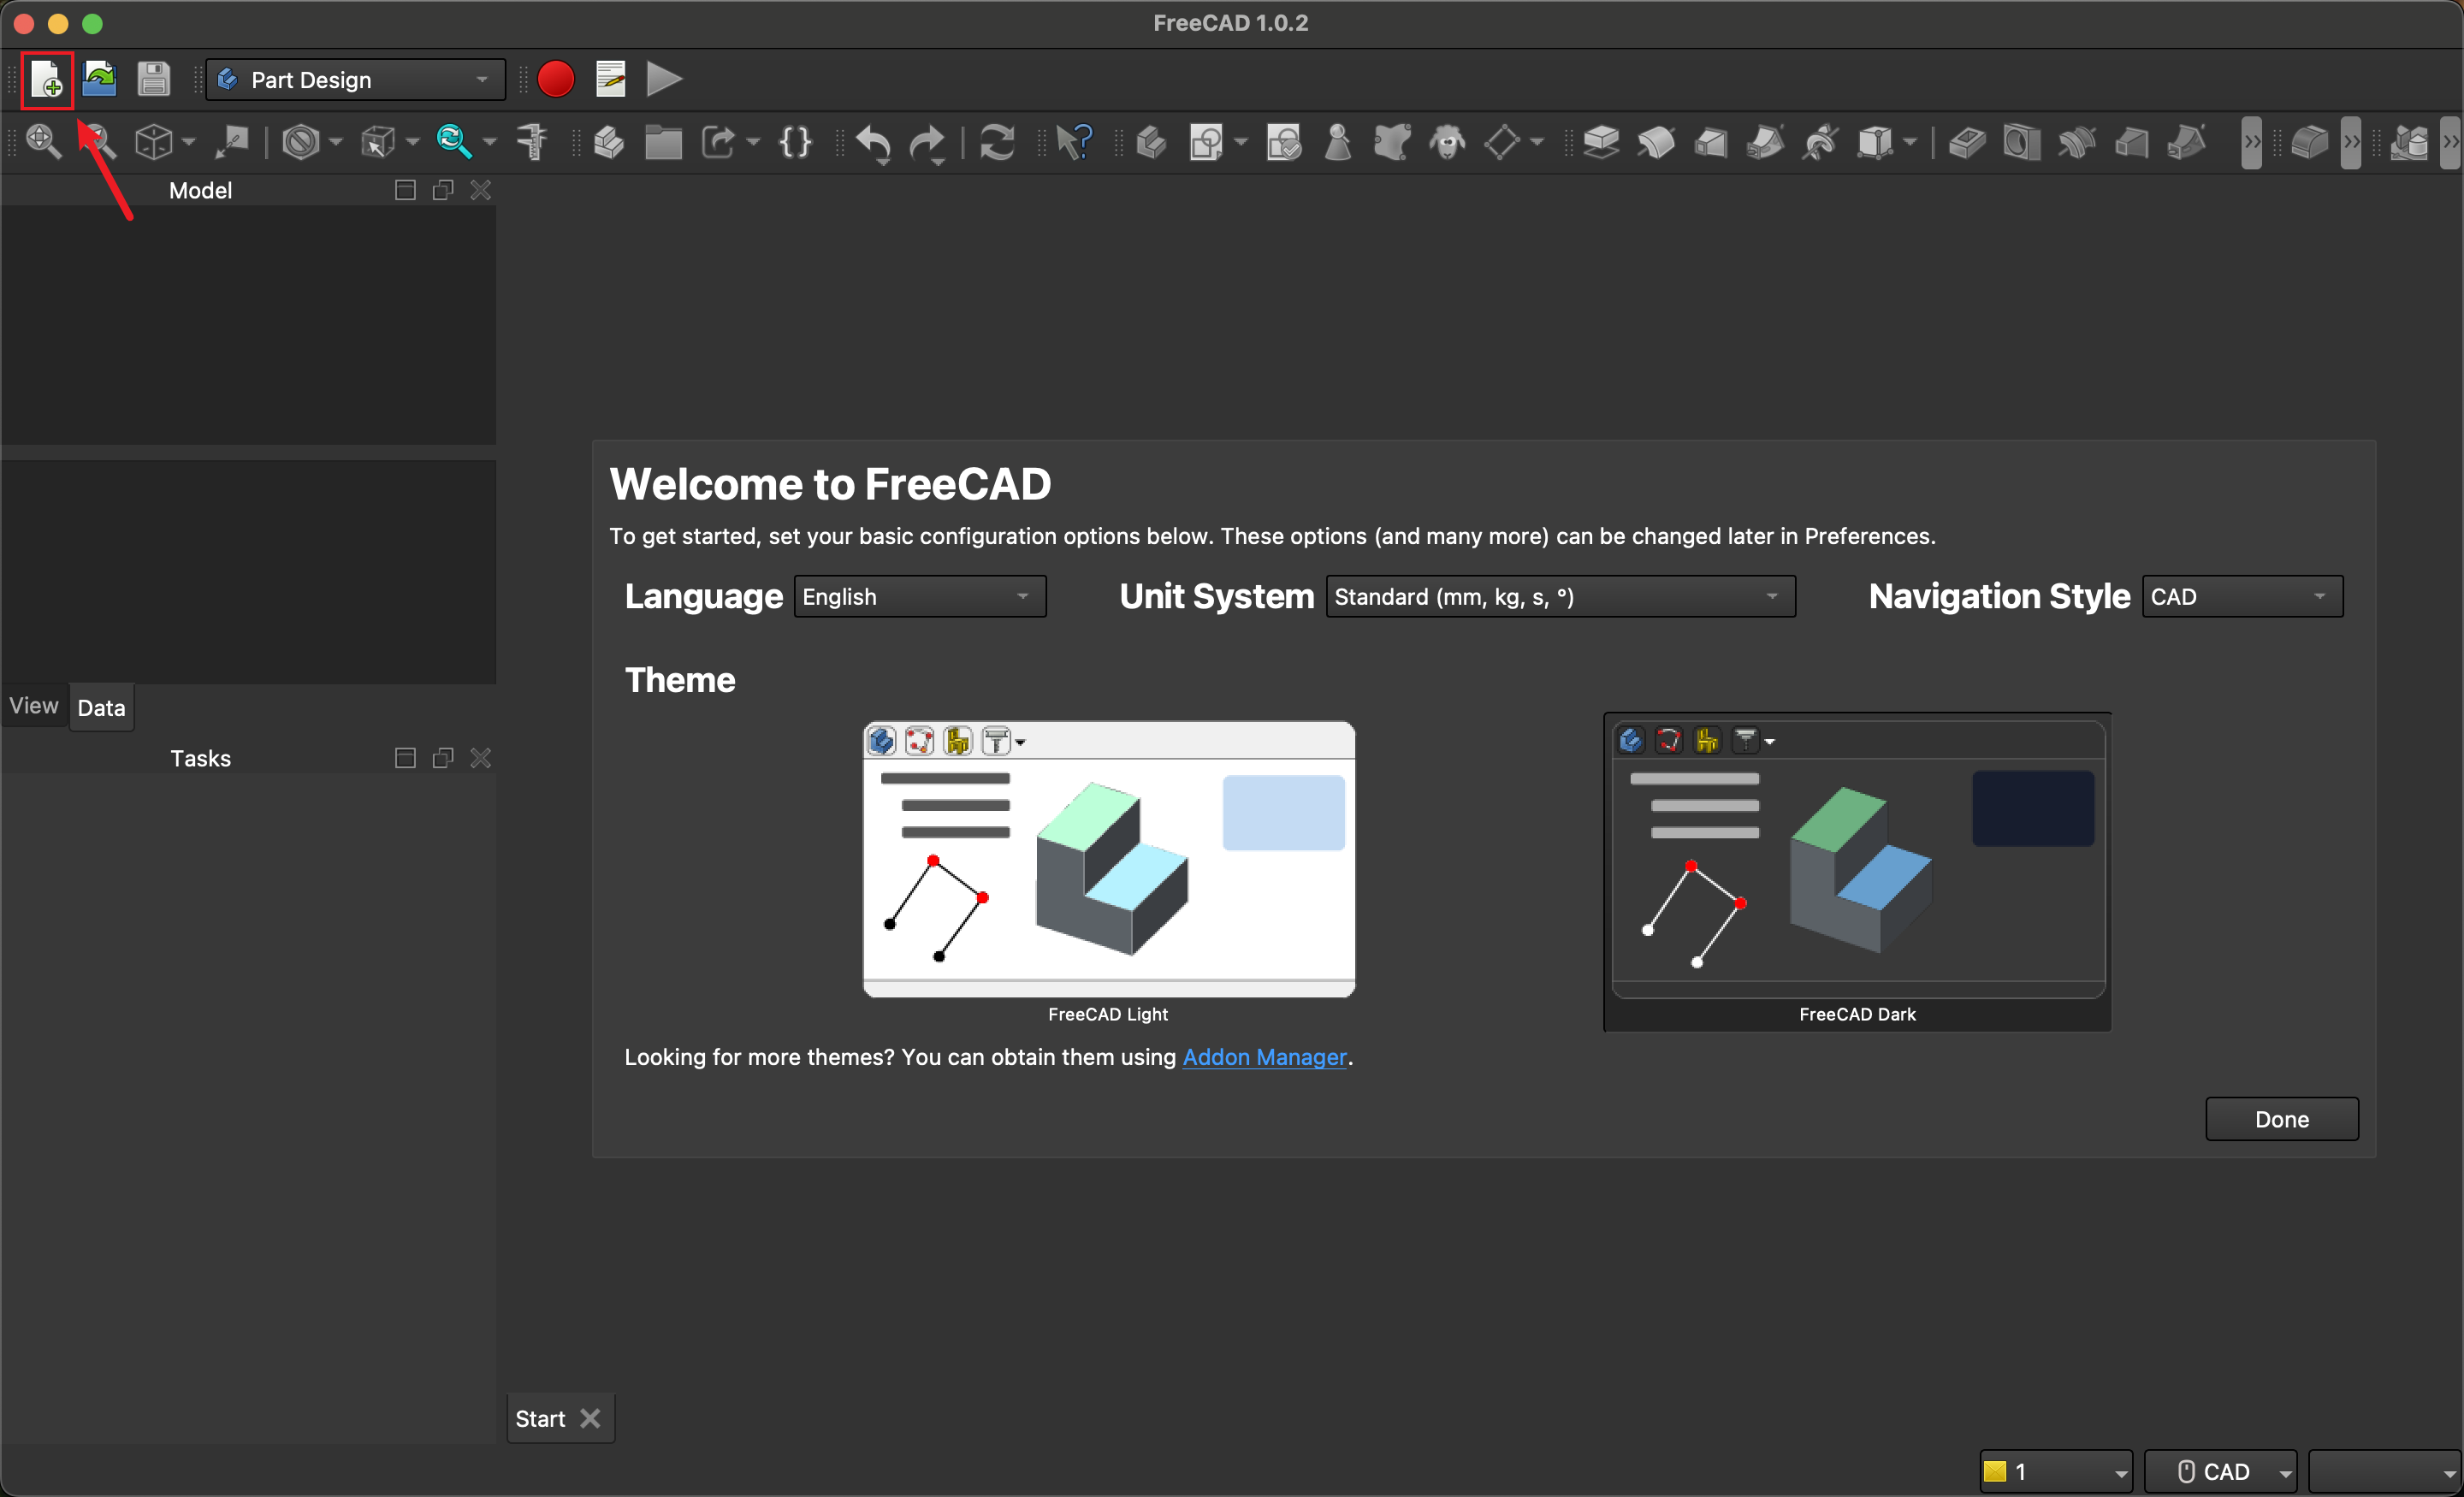 FreeCAD 1.0.2
Part Design
Model
Welcome to FreeCAD
To get started, set your basic configuration options below. These options (and many more) can be changed later in Preferences.
Language English Unit System Standard (mm, kg, s, °) Navigation Style CAD
Theme
View Data
Tasks
FreeCAD Light FreeCAD Dark
Looking for more themes? You can obtain them using Addon Manager.
Done
Start
1 CAD